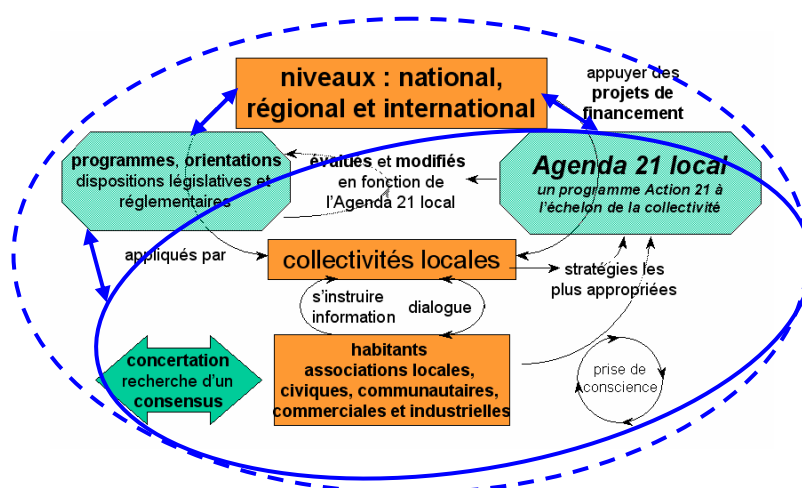 niveaux : national,
régional et international
appuyer des
projets de
financement
programmes, orientations
dispositions législatives et
réglementaires
évalués et modifiés
en fonction de
l'Agenda 21 local
Agenda 21 local
un programme Action 21 à
l'échelon de la collectivité
appliqués par
collectivités locales
stratégies les
plus appropriées
s'instruire
information
dialogue
concertation
recherche d'un
consensus
habitants
associations locales,
civiques, communautaires,
commerciales et industrielles
prise de
conscience